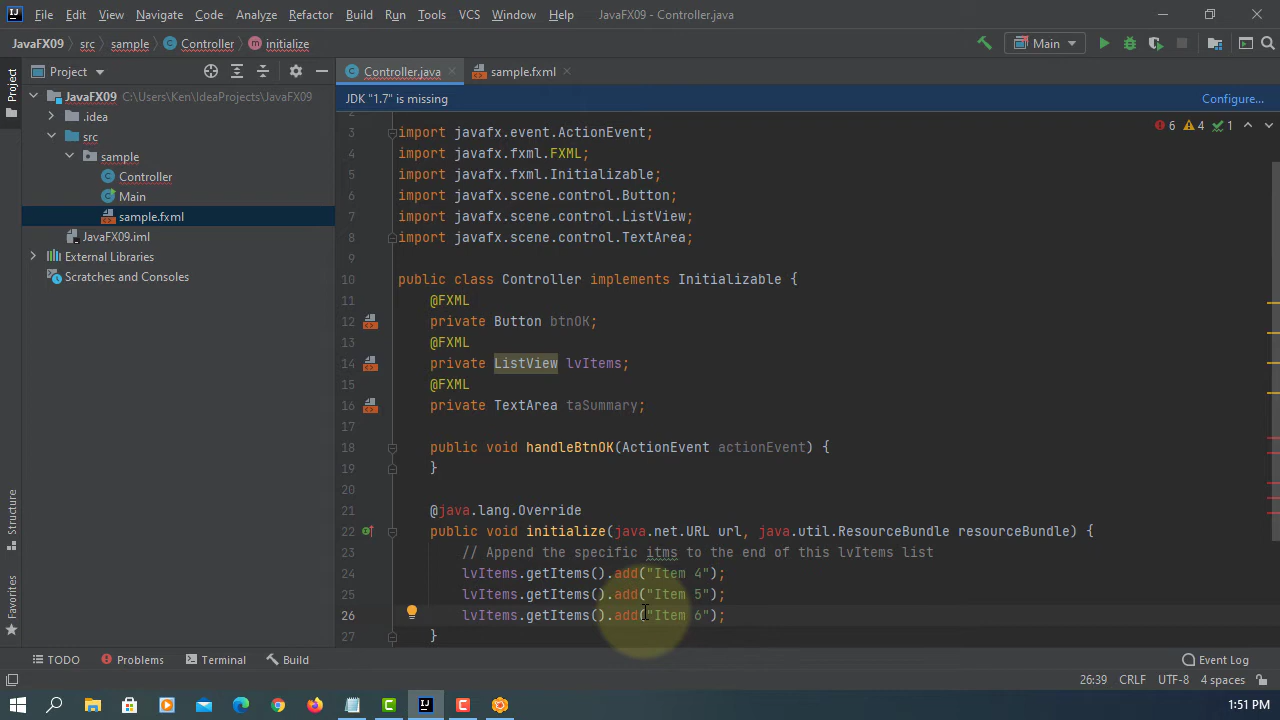 File Edit View Navigate Code Analyze Refactor Build Run Tools VCS Window Help JavaFX09 - Controller.java
JavaFX09 src sample Controller initialize Main
Project
Project
Controller.java
sample.fxml
JavaFX09 C:\Users\Ken\IdeaProjects\JavaFX09
.idea
src
sample
Controller
Main
sample.fxml
JavaFX09.iml
External Libraries
Scratches and Consoles
Structure
Favorites
JDK "1.7" is missing
Configure...
6 4 1
2
3 import javafx.event.ActionEvent;
4 import javafx.fxml.FXML;
5 import javafx.fxml.Initializable;
6 import javafx.scene.control.Button;
7 import javafx.scene.control.ListView;
8 import javafx.scene.control.TextArea;
9
10 public class Controller implements Initializable {
11 @FXML
12 private Button btnOK;
13 @FXML
14 private ListView lvItems;
15 @FXML
16 private TextArea taSummary;
17
18 public void handleBtnOK(ActionEvent actionEvent) {
19 }
20
21 @java.lang.Override
22 public void initialize(java.net.URL url, java.util.ResourceBundle resourceBundle) {
23 // Append the specific itms to the end of this lvItems list
24 lvItems.getItems().add("Item 4");
25 lvItems.getItems().add("Item 5");
26 lvItems.getItems().add("Item 6");
27 }
TODO Problems Terminal Build Event Log
26:39 CRLF UTF-8 4 spaces
1:51 PM